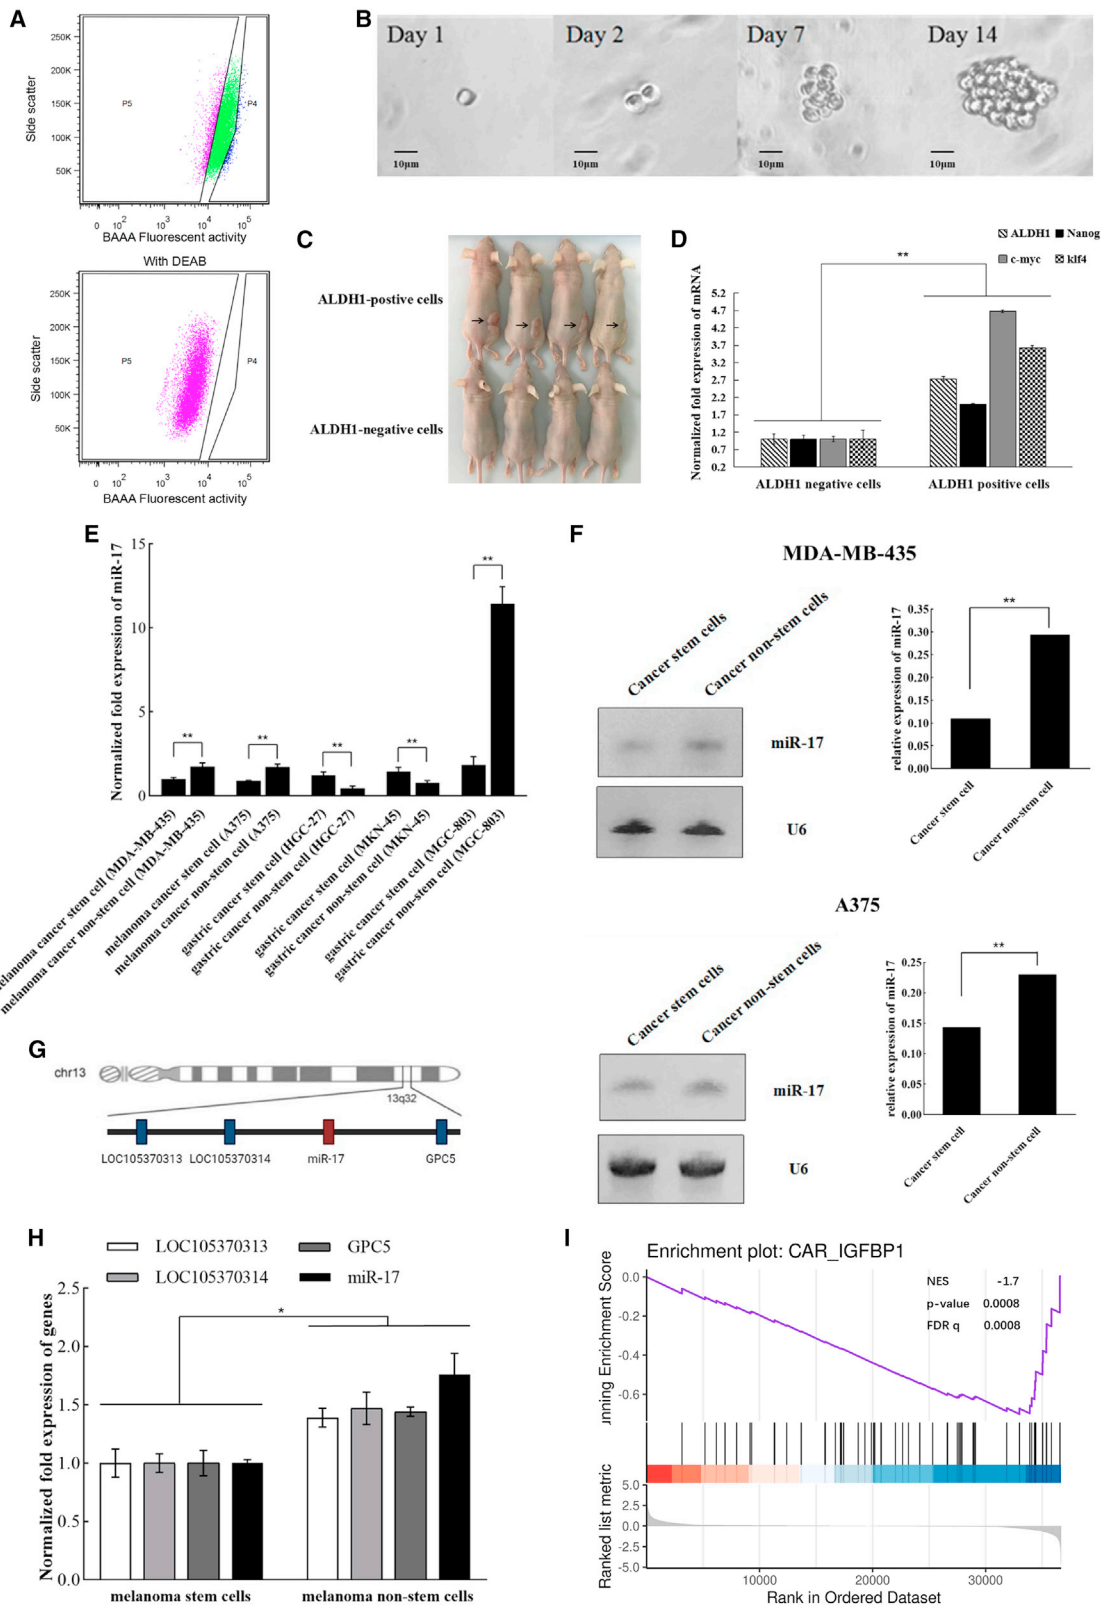 A
250K
200K
150K
100K
50K
Side scatter
P5
P4
0 10² 10³ 10⁴ 10⁵
BAAA Fluorescent activity
With DEAB
250K
200K
150K
100K
50K
0
Side scatter
P5
P4
0 10² 10³ 10⁴ 10⁵
BAAA Fluorescent activity
B
Day 1
Day 2
Day 7
Day 14
10μm
10μm
10μm
10μm
C
ALDH1-postive cells
ALDH1-negative cells
D
ALDH1 Nanog
c-myc klf4
Normalized fold expression of mRNA
5.2
4.7
4.2
3.7
3.2
2.7
2.2
1.7
1.2
0.7
0.2
**
ALDH1 negative cells
ALDH1 positive cells
E
Normalized fold expression of miR-17
15
10
5
0
**
**
**
**
**
melanoma cancer stem cell (MDA-MB-435)
melanoma cancer non-stem cell (MDA-MB-435)
melanoma cancer stem cell (A375)
melanoma cancer non-stem cell (A375)
gastric cancer stem cell (HGC-27)
gastric cancer non-stem cell (HGC-27)
gastric cancer stem cell (MKN-45)
gastric cancer non-stem cell (MKN-45)
gastric cancer stem cell (MGC-803)
gastric cancer non-stem cell (MGC-803)
F
MDA-MB-435
Cancer stem cells
Cancer non-stem cells
miR-17
U6
relative expression of miR-17
0.35
0.30
0.25
0.20
0.15
0.10
0.05
0.00
**
Cancer stem cell
Cancer non-stem cell
A375
Cancer stem cells
Cancer non-stem cells
miR-17
U6
relative expression of miR-17
0.25
0.20
0.15
0.10
0.05
0.00
**
Cancer stem cell
Cancer non-stem cell
G
chr13
13q32
LOC105370313
LOC105370314
miR-17
GPC5
H
LOC105370313 GPC5
LOC105370314 miR-17
Normalized fold expression of genes
2.5
2.0
1.5
1.0
0.5
0.0
*
melanoma stem cells
melanoma non-stem cells
I
Enrichment plot: CAR_IGFBP1
unning Enrichment Score
0.0
-0.2
-0.4
-0.6
NES -1.7
p-value 0.0008
FDR q 0.0008
Ranked list metric
5.0
2.5
0.0
-2.5
-5.0
10000 20000 30000
Rank in Ordered Dataset